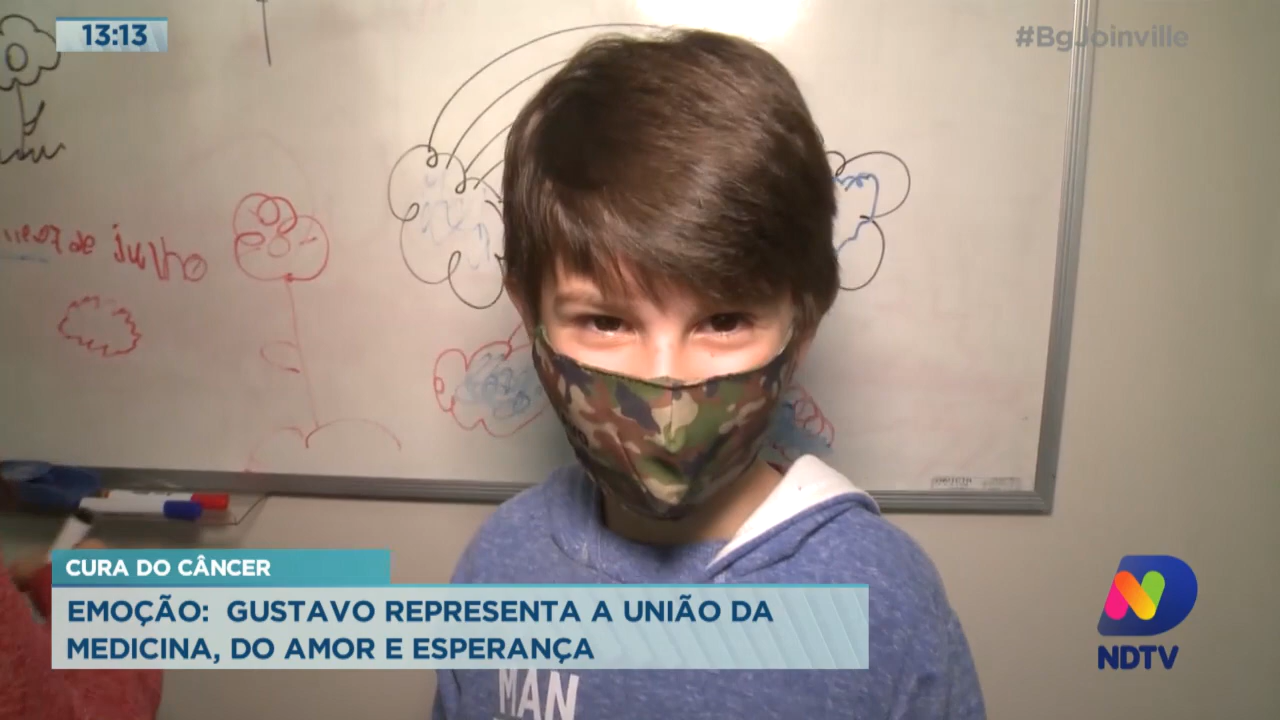 13:13
#BgJoinville
de julho
CURA DO CÂNCER
EMOÇÃO: GUSTAVO REPRESENTA A UNIÃO DA
MEDICINA, DO AMOR E ESPERANÇA
NDTV
MAN